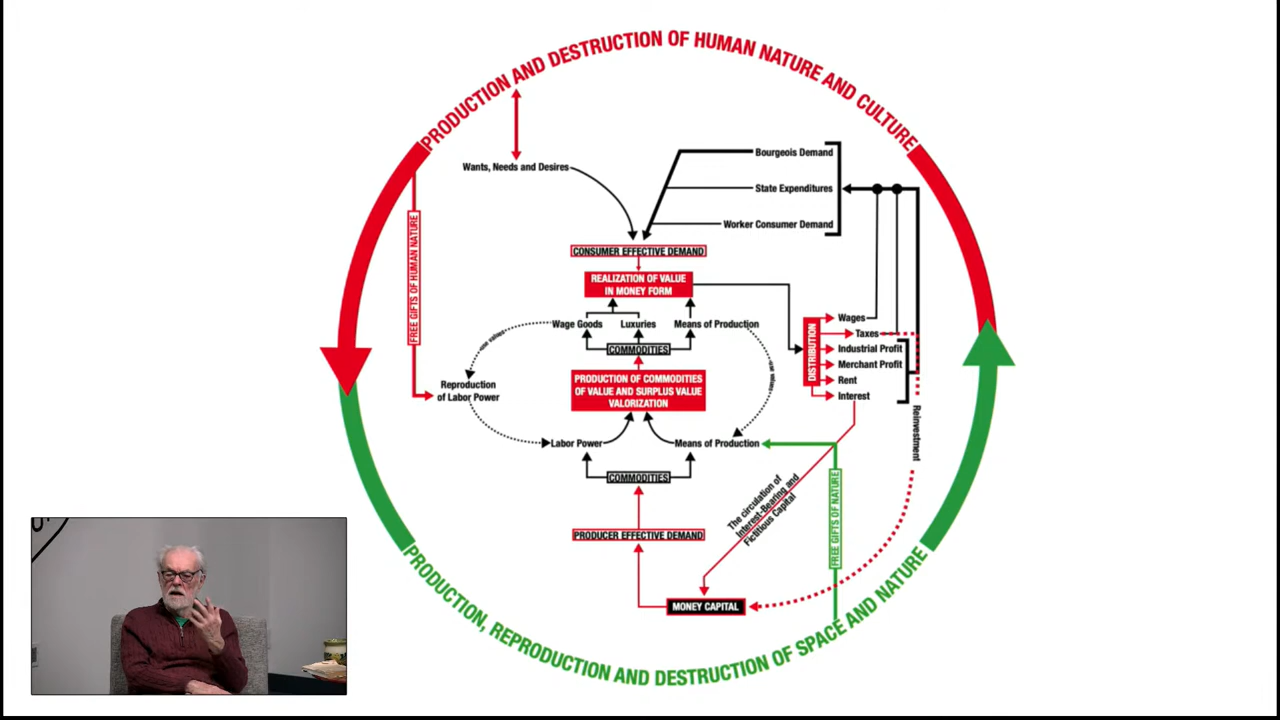 PRODUCTION AND DESTRUCTION OF HUMAN NATURE AND CULTURE
Wants, Needs and Desires
Bourgeois Demand
State Expenditures
Worker Consumer Demand
FREE GIFTS OF HUMAN NATURE
CONSUMER EFFECTIVE DEMAND
REALIZATION OF VALUE
IN MONEY FORM
Wage Goods
Luxuries
Means of Production
use values
use values
COMMODITIES
DISTRIBUTION
Wages
Taxes
Industrial Profit
Merchant Profit
Rent
Interest
Reproduction
of Labor Power
PRODUCTION OF COMMODITIES
OF VALUE AND SURPLUS VALUE
VALORIZATION
Reinvestment
Labor Power
Means of Production
COMMODITIES
The circulation of
Interest-Bearing and
Fictitious Capital
FREE GIFTS OF NATURE
PRODUCER EFFECTIVE DEMAND
MONEY CAPITAL
PRODUCTION, REPRODUCTION AND DESTRUCTION OF SPACE AND NATURE